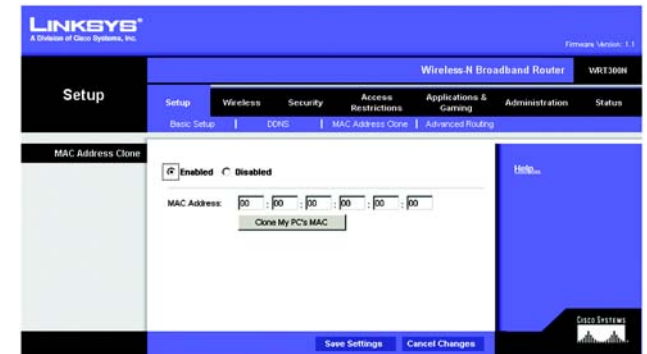 LINKSYS®
A Division of Cisco Systems, Inc.
Firmware Version: 1.1
Wireless-N Broadband Router WRT300N
Setup
Setup Wireless Security Access Restrictions Applications & Gaming Administration Status
Basic Setup | DDNS | MAC Address Clone | Advanced Routing
MAC Address Clone
Enabled Disabled
Help...
MAC Address: 00 : 00 : 00 : 00 : 00 : 00
Clone My PC's MAC
CISCO SYSTEMS
Save Settings Cancel Changes